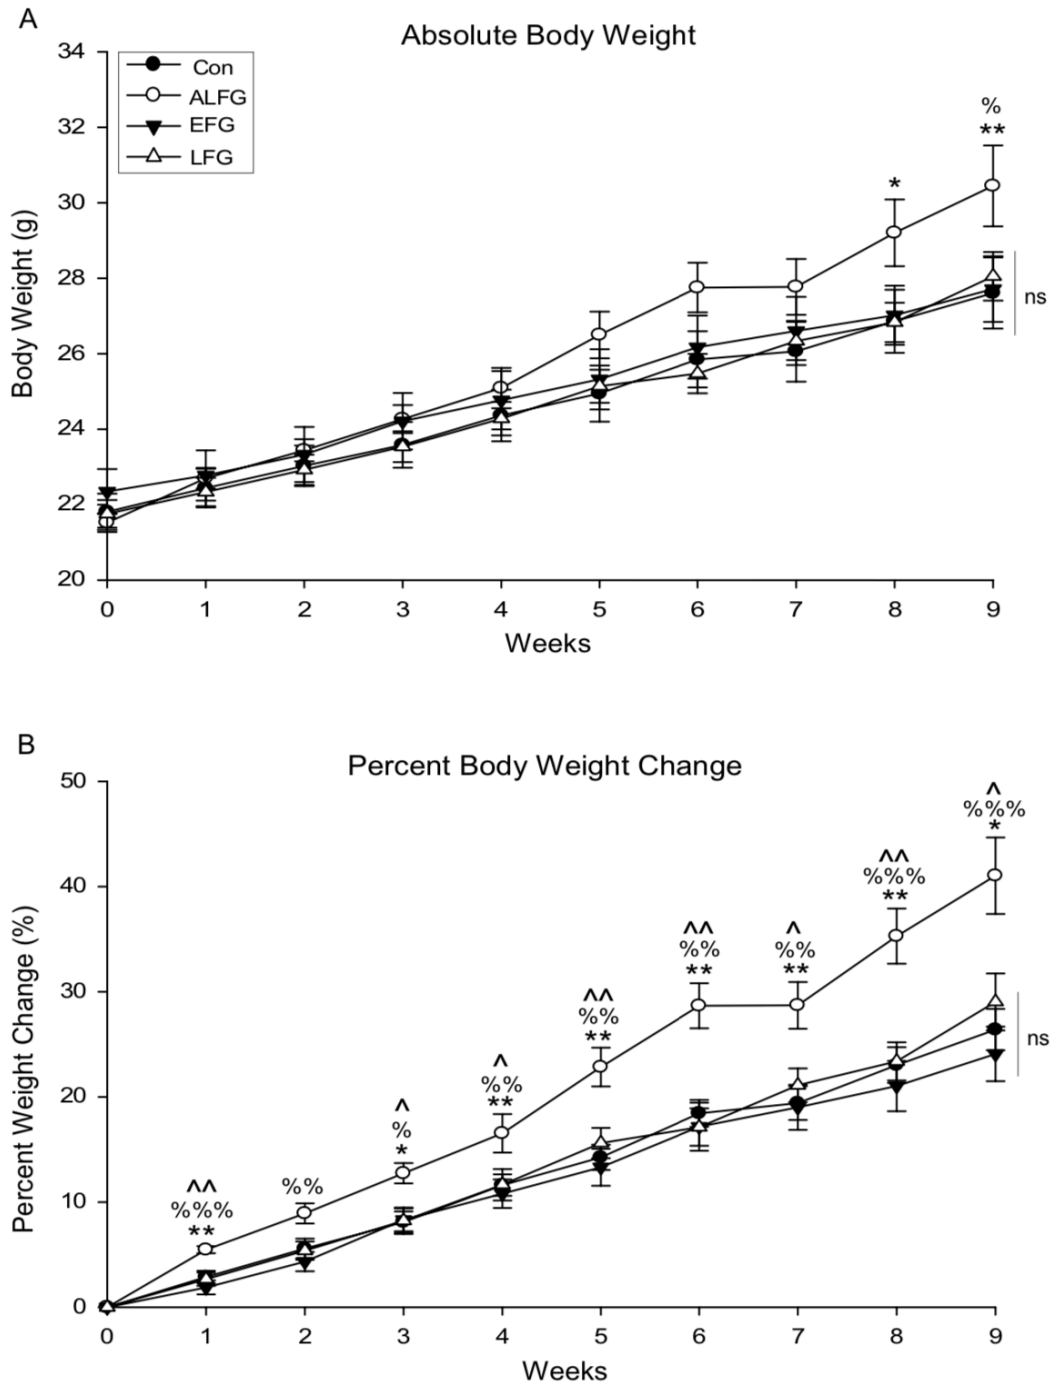 A
Absolute Body Weight
34
32
30
28
26
24
22
20
Body Weight (g)
Con
ALFG
EFG
LFG
*
%
**
ns
0 1 2 3 4 5 6 7 8 9
Weeks
B
Percent Body Weight Change
50
40
30
20
10
0
Percent Weight Change (%)
^^
%%%
**
%%
^
%
*
^
%%
**
^^
%%
**
^^
%%
**
^
%%
**
^^
%%%
**
^
%%%
*
ns
0 1 2 3 4 5 6 7 8 9
Weeks